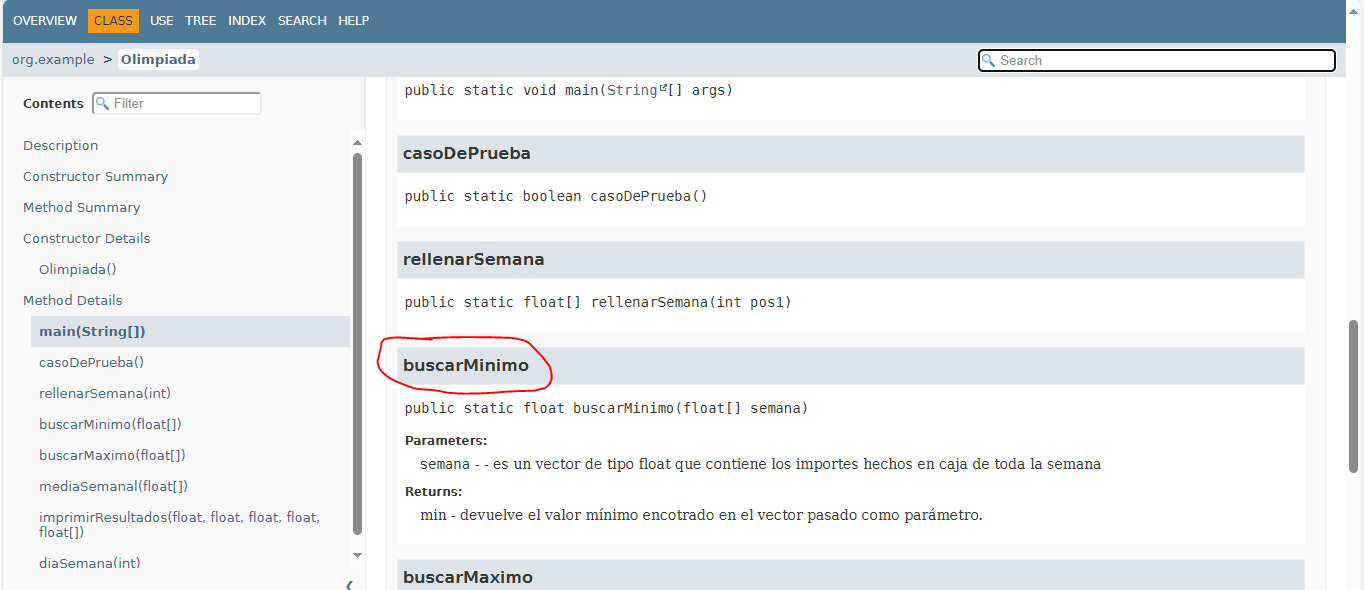 OVERVIEW CLASS USE TREE INDEX SEARCH HELP
org.example > Olimpiada
Search
Contents
Filter
Description
Constructor Summary
Method Summary
Constructor Details
Olimpiada()
Method Details
main(String[])
casoDePrueba()
rellenarSemana(int)
buscarMinimo(float[])
buscarMaximo(float[])
mediaSemanal(float[])
imprimirResultados(float, float, float, float,
float[])
diaSemana(int)
public static void main(String[] args)
casoDePrueba
public static boolean casoDePrueba()
rellenarSemana
public static float[] rellenarSemana(int pos1)
buscarMinimo
public static float buscarMinimo(float[] semana)
Parameters:
semana - - es un vector de tipo float que contiene los importes hechos en caja de toda la semana
Returns:
min - devuelve el valor mínimo encotrado en el vector pasado como parámetro.
buscarMaximo